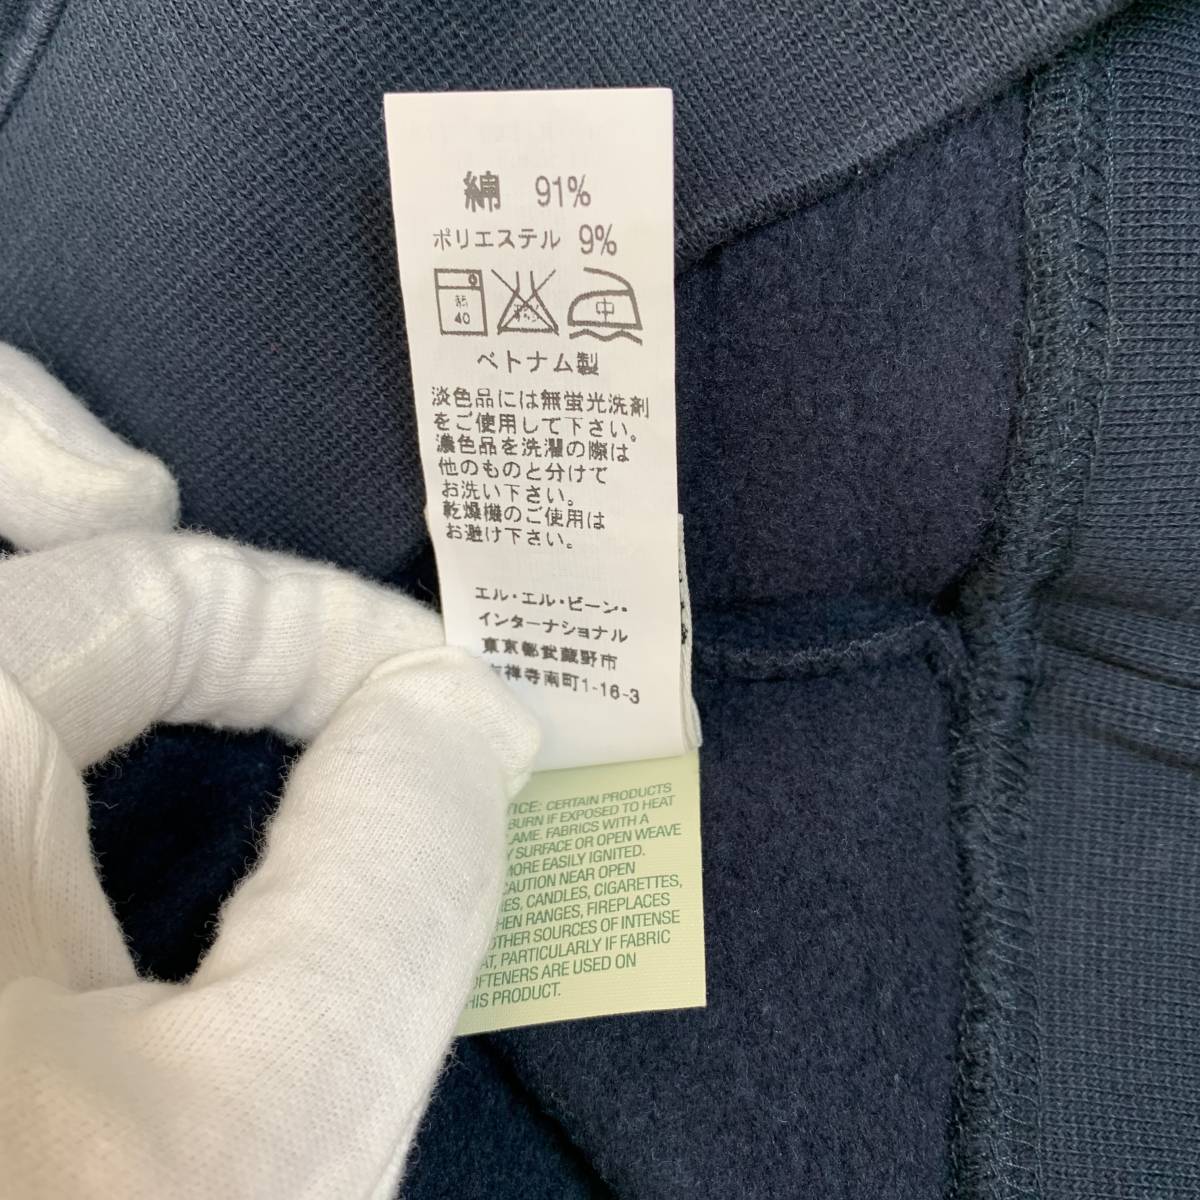 綿 91%
ポリエステル 9%
40
中
ベトナム製
淡色品には無蛍光洗剤
をご使用して下さい。
濃色品を洗濯の際は
他のものと分けて
お洗い下さい。
乾燥機のご使用は
お避け下さい。
エル・エル・ビーン・
インターナショナル
東京都武蔵野市
祥寺南町1-16-3
CERTAIN PRODUCTS
BURN IF EXPOSED TO HEAT
FABRICS WITH A
SURFACE OR OPEN WEAVE
MORE EASILY IGNITED.
CAUTION NEAR OPEN
CANDLES, CIGARETTES,
RANGES, FIREPLACES
OTHER SOURCES OF INTENSE
PARTICULARLY IF FABRIC
ARE USED ON
PRODUCT.